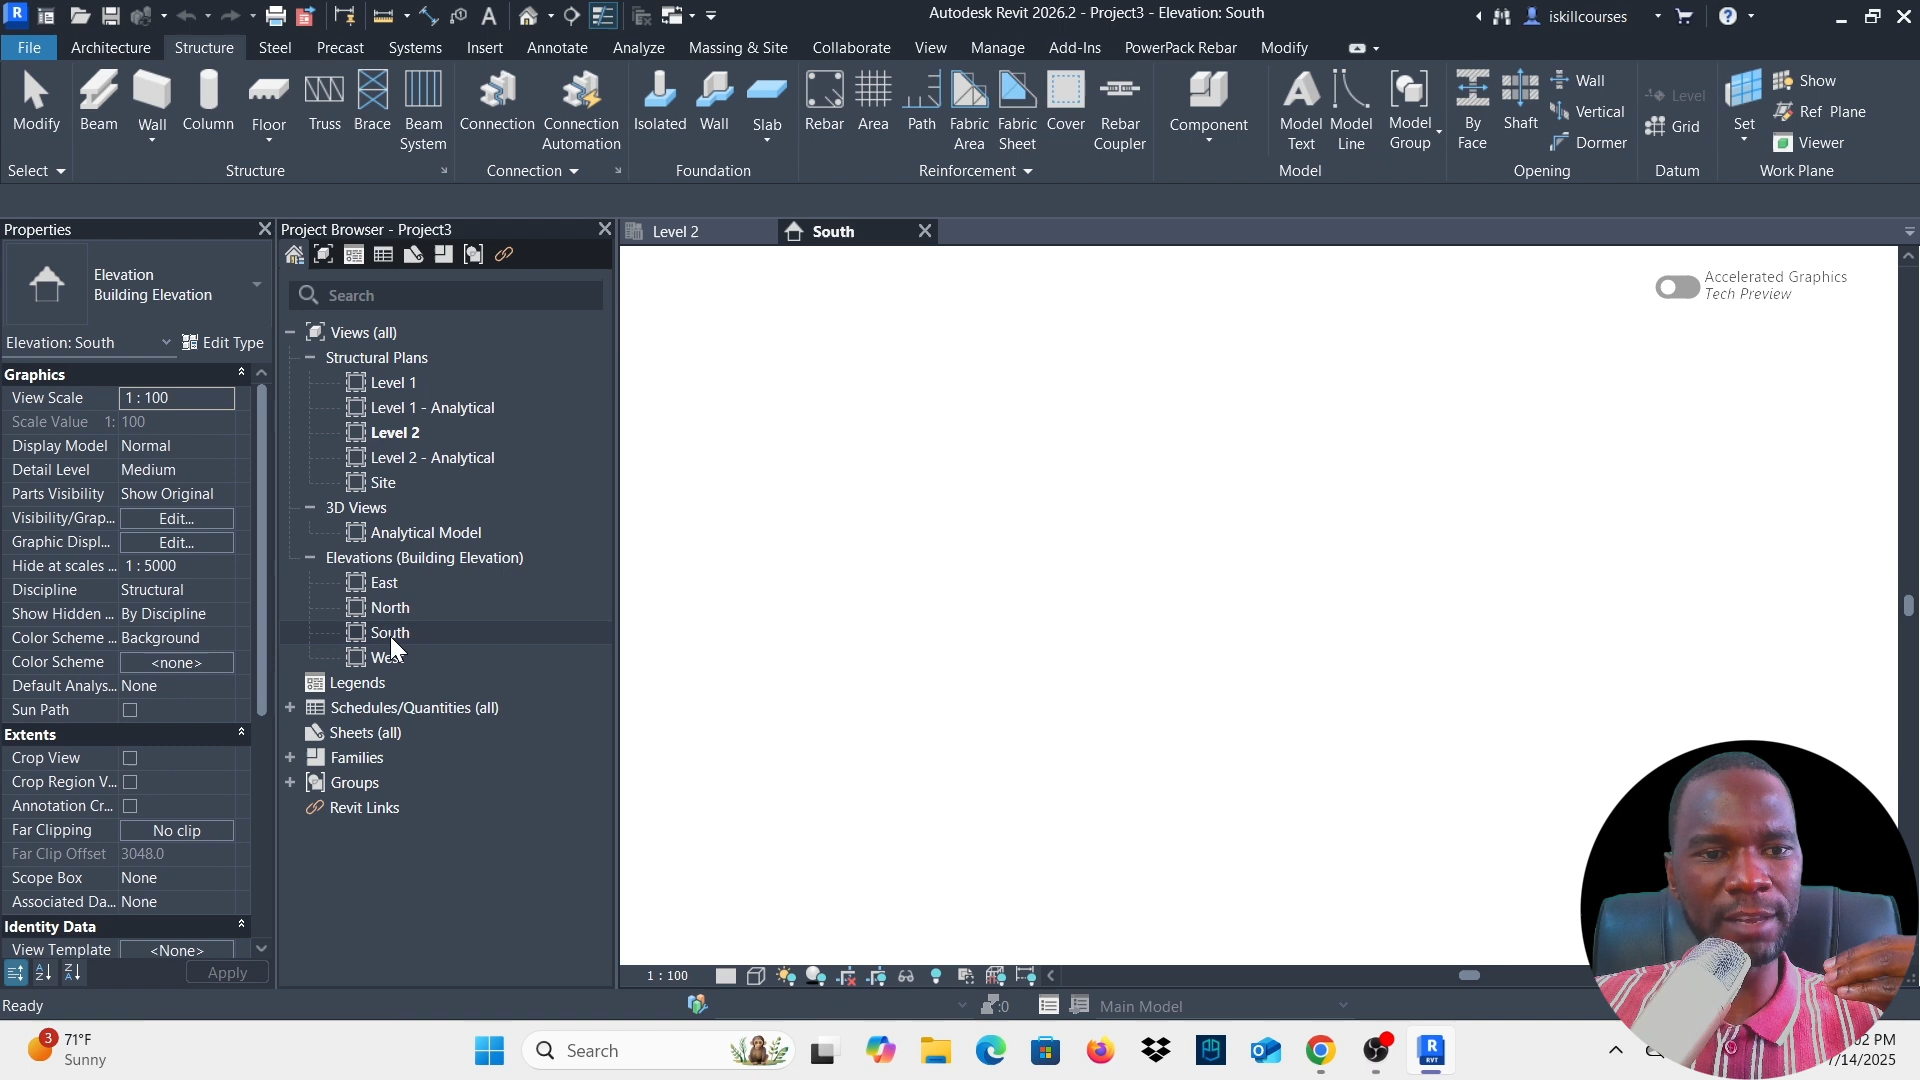 Autodesk Revit 2026.2 - Project3 - Elevation: South
iskillcourses
File Architecture Structure Steel Precast Systems Insert Annotate Analyze Massing & Site Collaborate View Manage Add-Ins PowerPack Rebar Modify
Modify Beam Wall Column Floor Truss Brace Beam System Connection Connection Automation Isolated Wall Slab Rebar Area Path Fabric Area Fabric Sheet Cover Rebar Coupler Component Model Text Model Line Model Group By Face Shaft Wall Vertical Dormer Level Grid Set Show Ref Plane Viewer
Select Structure Connection Foundation Reinforcement Model Opening Datum Work Plane
Properties
Elevation
Building Elevation
Elevation: South Edit Type
Graphics
View Scale 1 : 100
Scale Value 1: 100
Display Model Normal
Detail Level Medium
Parts Visibility Show Original
Visibility/Grap... Edit...
Graphic Displ... Edit...
Hide at scales ... 1 : 5000
Discipline Structural
Show Hidden ... By Discipline
Color Scheme ... Background
Color Scheme <none>
Default Analys... None
Sun Path
Extents
Crop View
Crop Region V...
Annotation Cr...
Far Clipping No clip
Far Clip Offset 3048.0
Scope Box None
Associated Da... None
Identity Data
View Template <None>
Apply
Project Browser - Project3
Search
Views (all)
Structural Plans
Level 1
Level 1 - Analytical
Level 2
Level 2 - Analytical
Site
3D Views
Analytical Model
Elevations (Building Elevation)
East
North
South
Legends
Schedules/Quantities (all)
Sheets (all)
Families
Groups
Revit Links
Level 2 South
Accelerated Graphics
Tech Preview
1 : 100
Ready
:0
Main Model
3
71°F
Sunny
Search